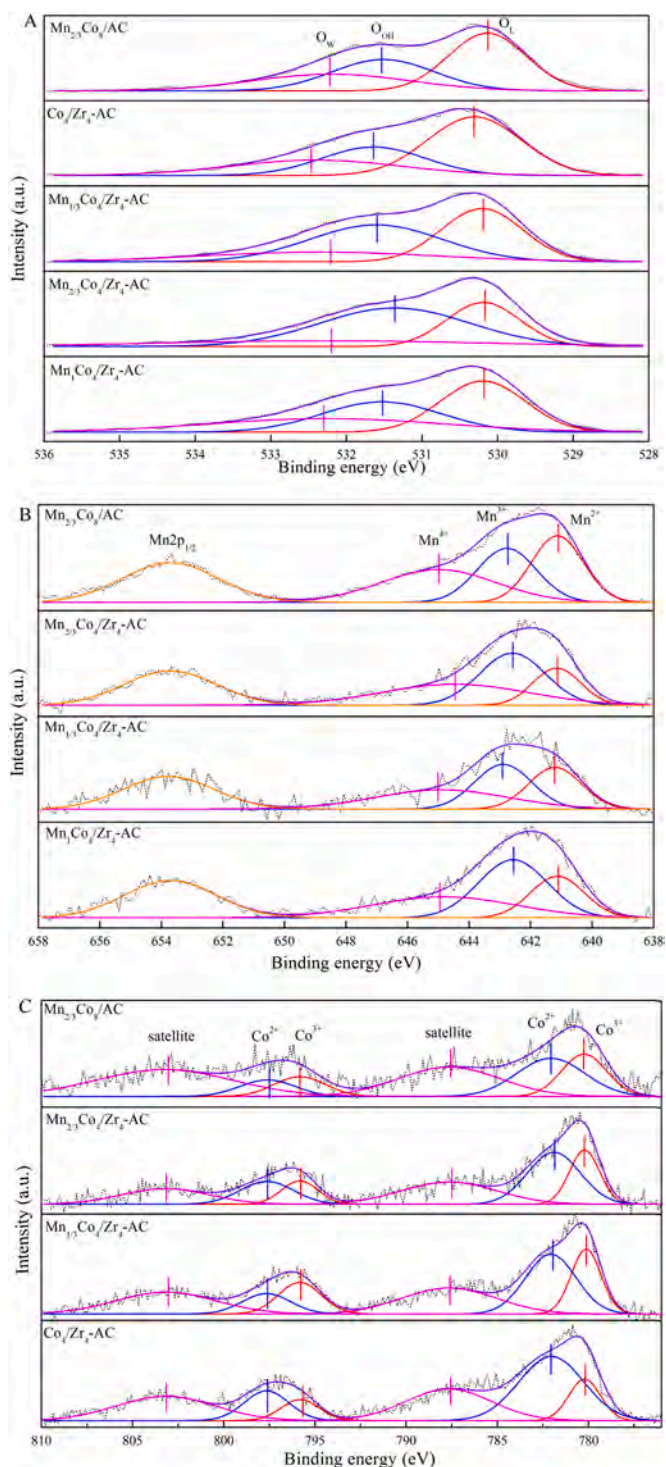 A
Mn2/3Co8/AC
OW OOH OL
Co4/Zr4-AC
Mn1/3Co4/Zr4-AC
Mn2/3Co4/Zr4-AC
Mn1Co4/Zr4-AC
Intensity (a.u.)
536 535 534 533 532 531 530 529 528
Binding energy (eV)
B
Mn2/3Co8/AC
Mn2p1/2
Mn4+
Mn3+
Mn2+
Mn2/3Co4/Zr4-AC
Mn1/3Co4/Zr4-AC
Mn1Co4/Zr4-AC
Intensity (a.u.)
658 656 654 652 650 648 646 644 642 640 638
Binding energy (eV)
C
Mn2/3Co8/AC
satellite Co2+ Co3+ satellite Co2+ Co3+
Mn2/3Co4/Zr4-AC
Mn1/3Co4/Zr4-AC
Co4/Zr4-AC
Intensity (a.u.)
810 805 800 795 790 785 780
Binding energy (eV)